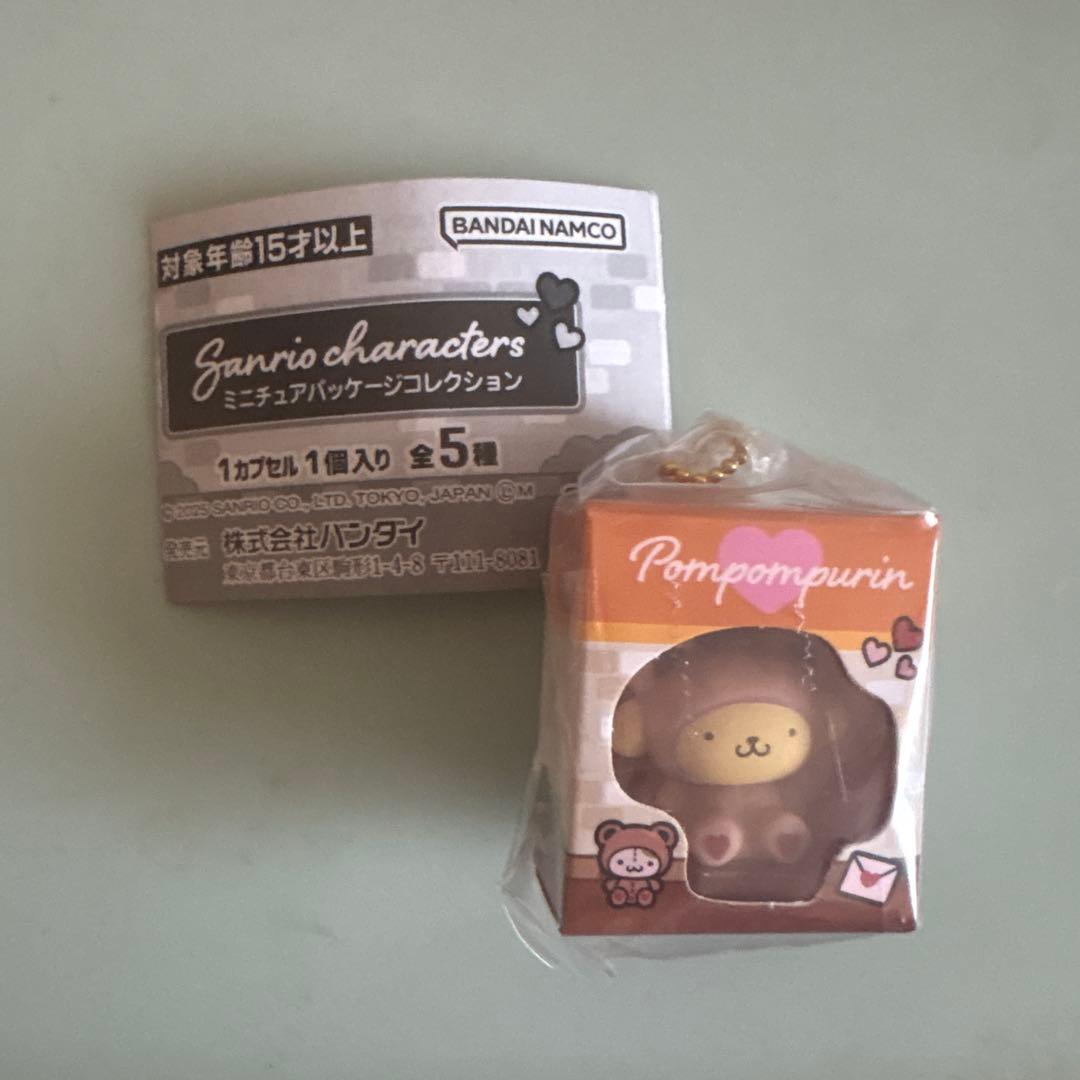 対象年齢15才以上
BANDAI NAMCO
Sanrio characters
ミニチュアパッケージコレクション
1カプセル 1個入り 全5種
© 2025 SANRIO CO., LTD. TOKYO, JAPAN Ⓛ M
発売元 株式会社バンダイ
東京都台東区駒形1-4-8 〒111-8081
Pompompurin